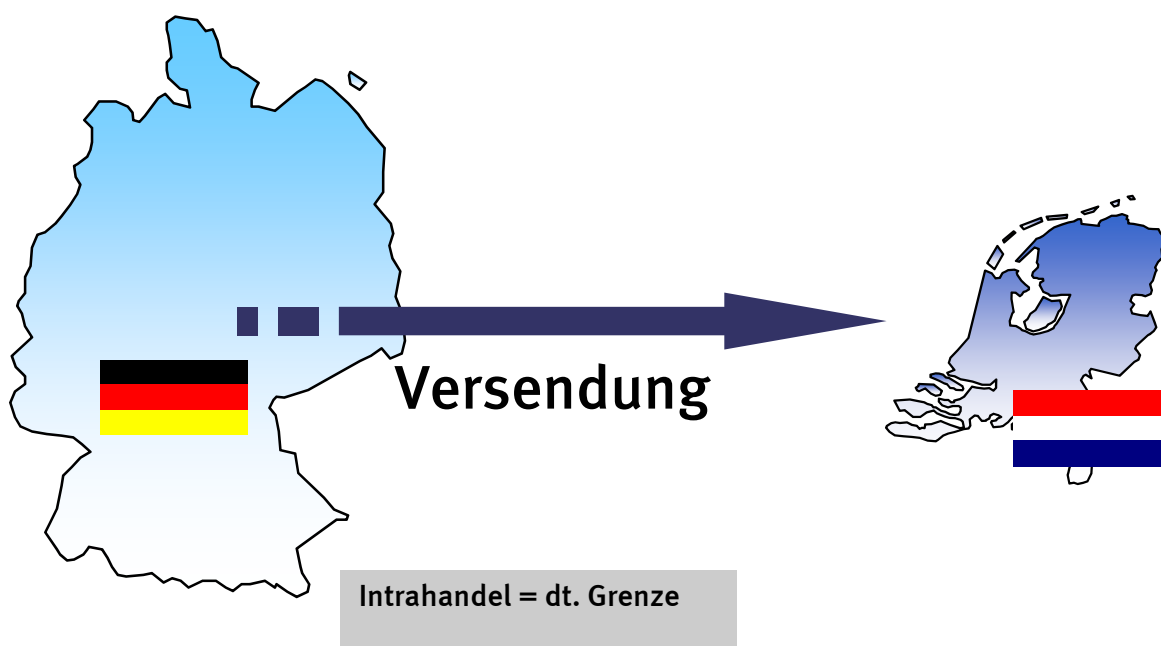 Versendung
Intrahandel = dt. Grenze